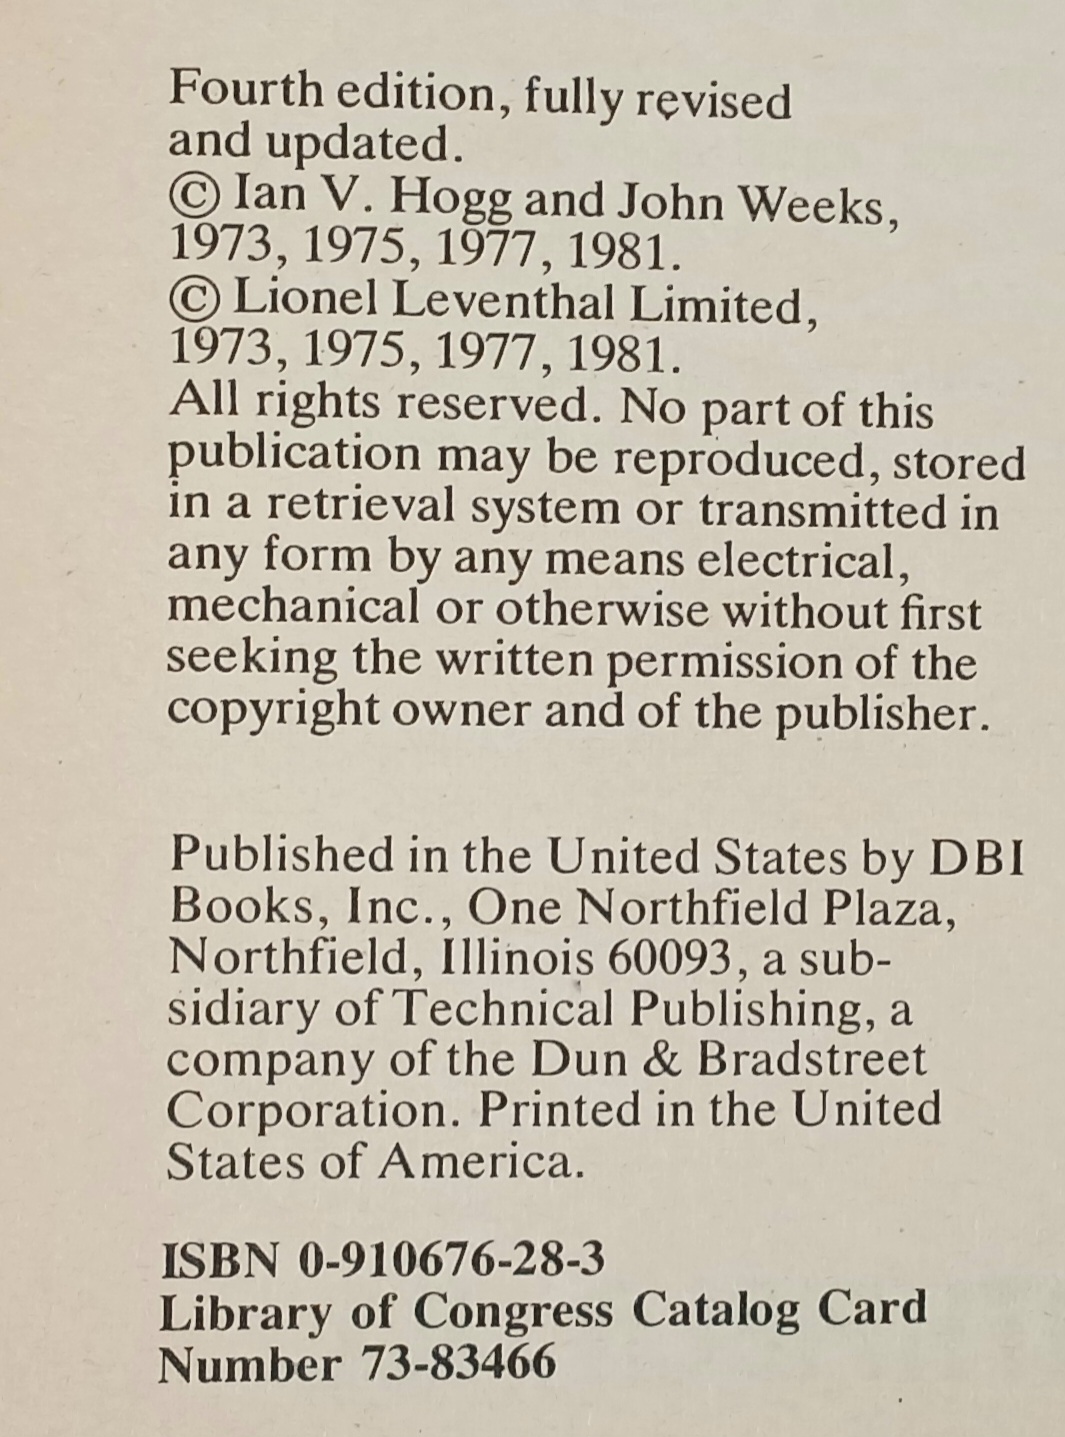 Fourth edition, fully revised
and updated.
© Ian V. Hogg and John Weeks,
1973, 1975, 1977, 1981.
© Lionel Leventhal Limited,
1973, 1975, 1977, 1981.
All rights reserved. No part of this
publication may be reproduced, stored
in a retrieval system or transmitted in
any form by any means electrical,
mechanical or otherwise without first
seeking the written permission of the
copyright owner and of the publisher.
Published in the United States by DBI
Books, Inc., One Northfield Plaza,
Northfield, Illinois 60093, a sub-
sidiary of Technical Publishing, a
company of the Dun & Bradstreet
Corporation. Printed in the United
States of America.
ISBN 0-910676-28-3
Library of Congress Catalog Card
Number 73-83466